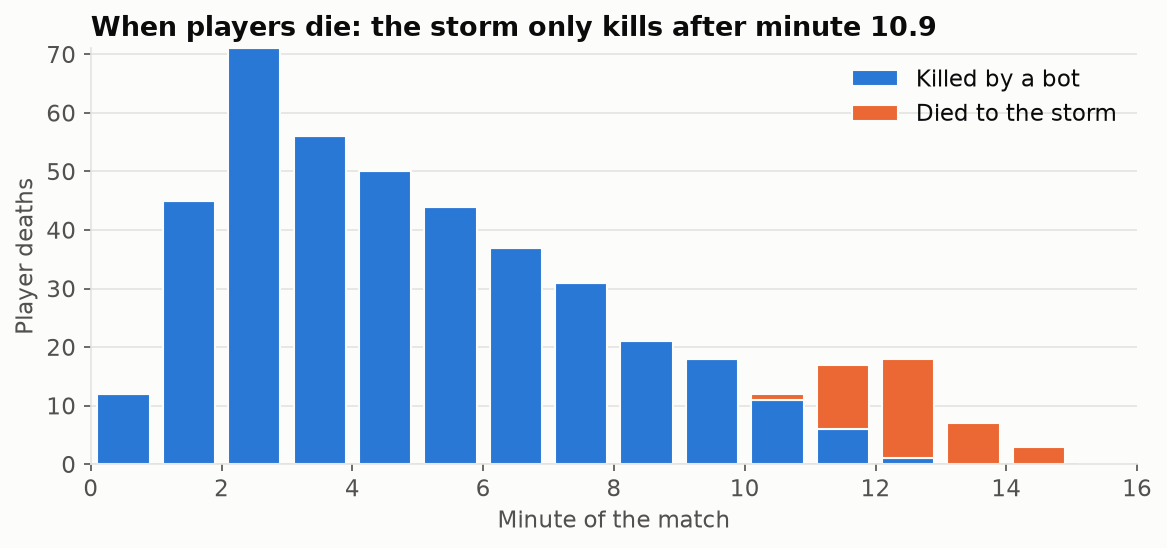 When players die: the storm only kills after minute 10.9
Killed by a bot
Died to the storm
Player deaths
70
60
50
40
30
20
10
0
0 2 4 6 8 10 12 14 16
Minute of the match